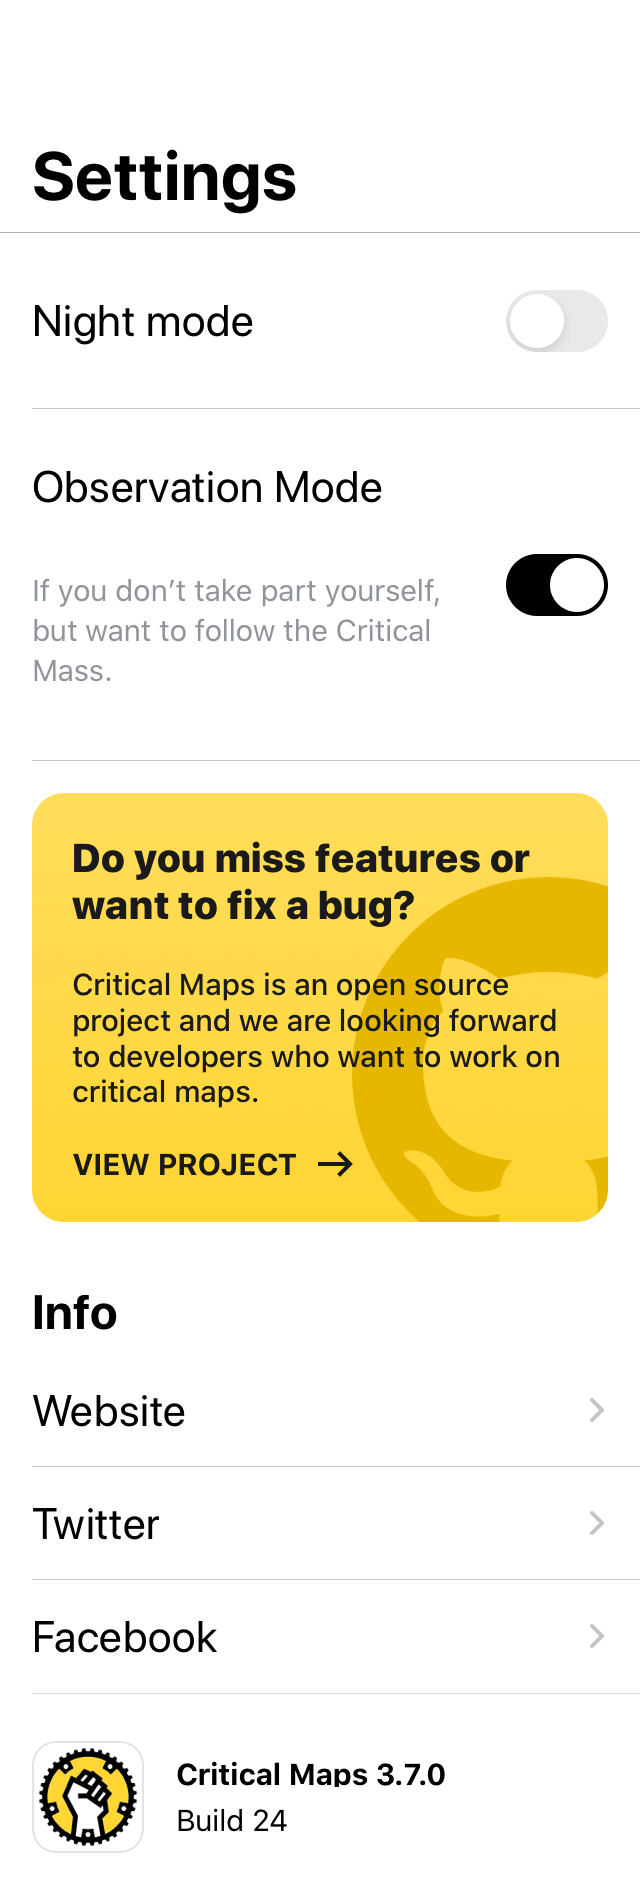 Settings
Night mode
Observation Mode
If you don’t take part yourself,
but want to follow the Critical
Mass.
Do you miss features or
want to fix a bug?
Critical Maps is an open source
project and we are looking forward
to developers who want to work on
critical maps.
VIEW PROJECT
Info
Website
Twitter
Facebook
Critical Maps 3.7.0
Build 24